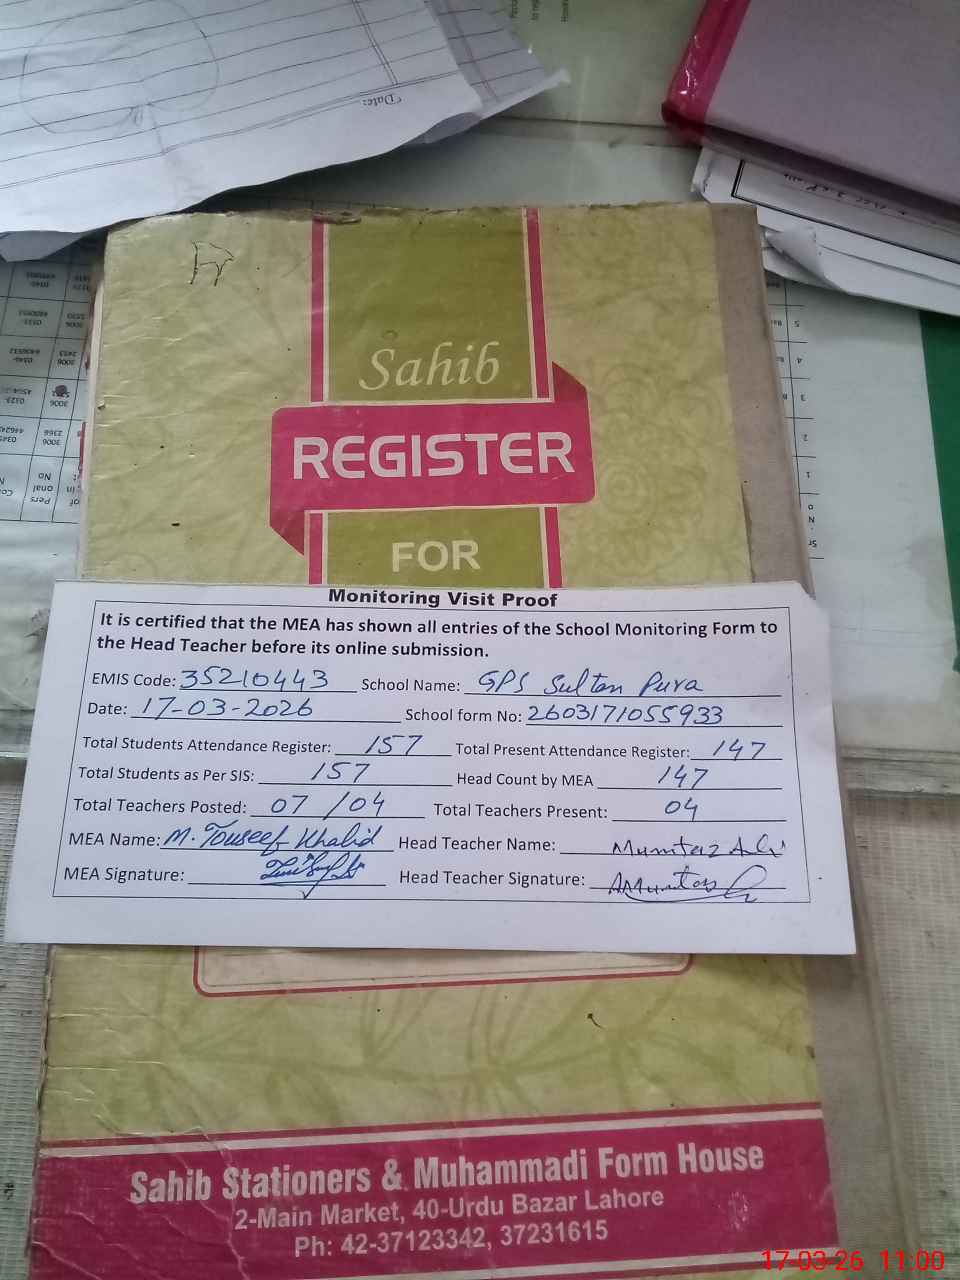 Date:
Sahib
REGISTER
FOR
Monitoring Visit Proof
It is certified that the MEA has shown all entries of the School Monitoring Form to
the Head Teacher before its online submission.
EMIS Code: 35210443 School Name: GPS Sultan Pura
Date: 17-03-2026 School form No: 2603171055933
Total Students Attendance Register: 157 Total Present Attendance Register: 147
Total Students as Per SIS: 157 Head Count by MEA 147
Total Teachers Posted: 07 /04 Total Teachers Present: 04
MEA Name: M. Touseef Khalid Head Teacher Name: Mumtaz Ali
MEA Signature: Head Teacher Signature: AMumtaz
Sahib Stationers & Muhammadi Form House
2-Main Market, 40-Urdu Bazar Lahore
Ph: 42-37123342, 37231615
17-03-26 11:00